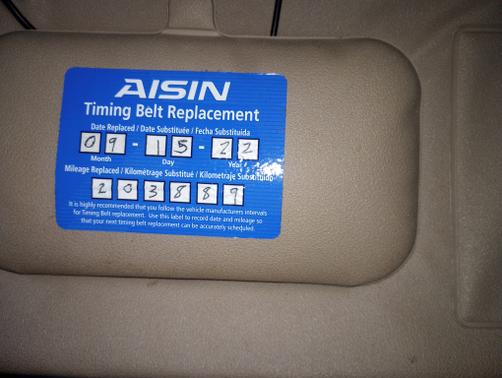 AISIN
Timing Belt Replacement
Date Replaced / Date Substituée / Fecha Substituida
09-15-22
Month Day Year
Mileage Replaced / Kilométrage Substitué / Kilometraje Substituido
203889
It is highly recommended that you follow the vehicle manufacturers intervals
for Timing Belt replacement. Use this label to record date and mileage so
that your next timing belt replacement can be accurately scheduled.